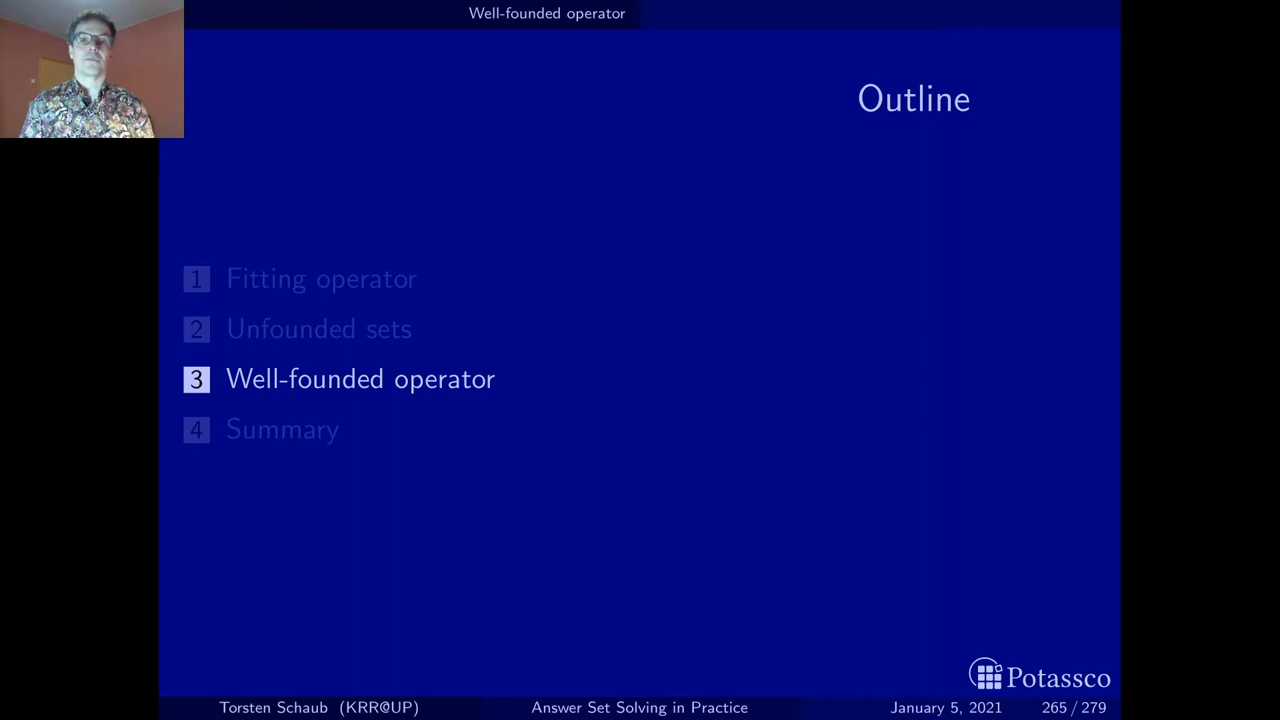 Well-founded operator
Outline
1 Fitting operator
2 Unfounded sets
3 Well-founded operator
4 Summary
Potassco
Torsten Schaub (KRR@UP) Answer Set Solving in Practice January 5, 2021 265 / 279